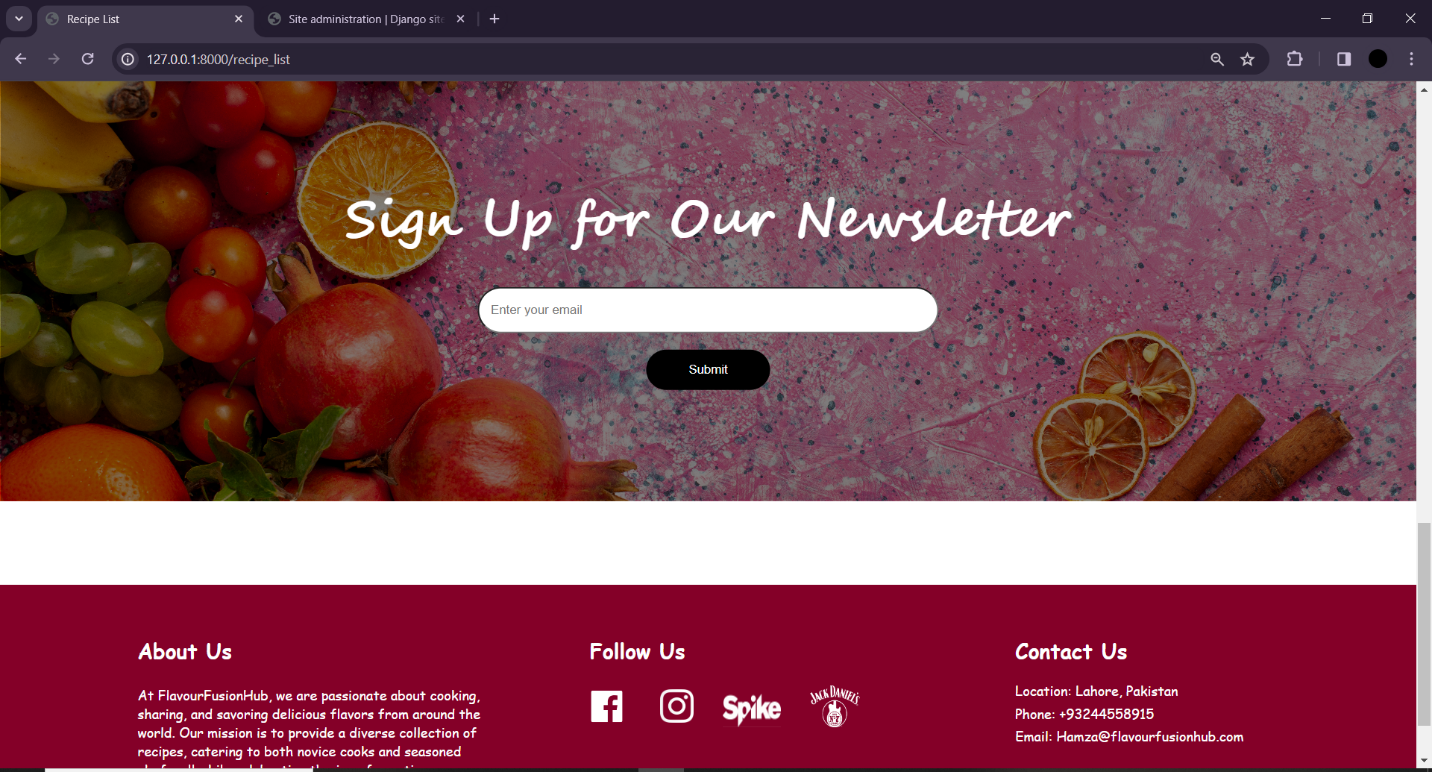 Recipe List
Site administration | Django site
127.0.0.1:8000/recipe_list
Sign Up for Our Newsletter
Enter your email
Submit
About Us
At FlavourFusionHub, we are passionate about cooking,
sharing, and savoring delicious flavors from around the
world. Our mission is to provide a diverse collection of
recipes, catering to both novice cooks and seasoned
Follow Us
Spike
JACK DANIEL'S
Contact Us
Location: Lahore, Pakistan
Phone: +93244558915
Email: Hamza@flavourfusionhub.com